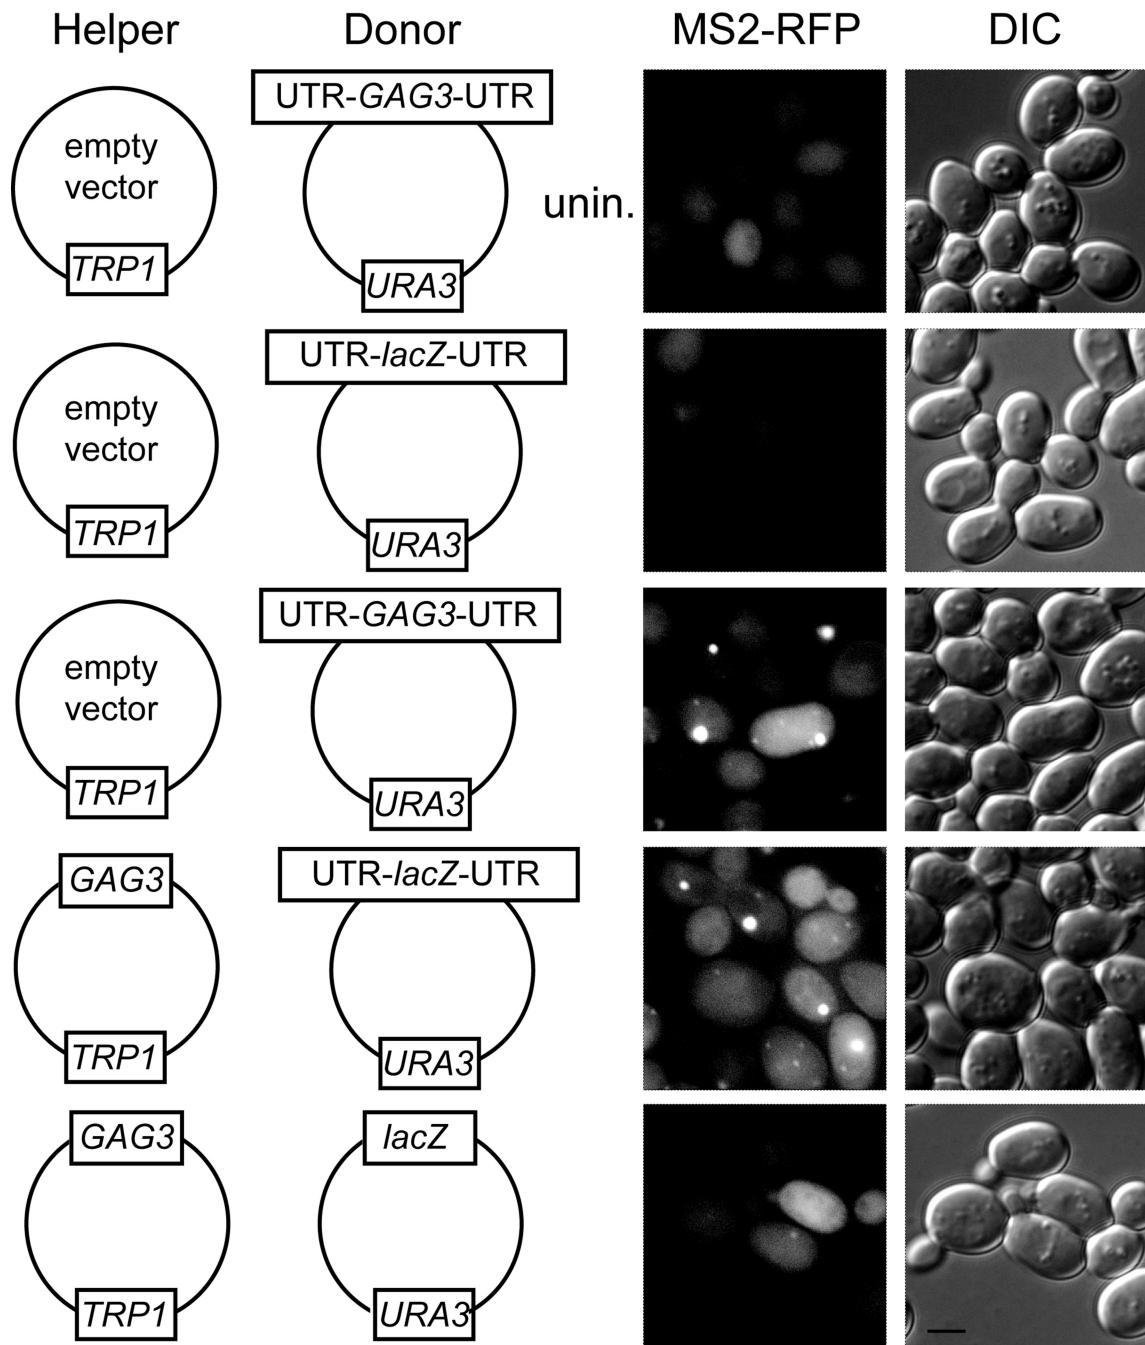 Helper Donor MS2-RFP DIC
UTR-GAG3-UTR
empty
vector
unin.
TRP1
URA3
UTR-lacZ-UTR
empty
vector
TRP1
URA3
UTR-GAG3-UTR
empty
vector
TRP1
URA3
GAG3
UTR-lacZ-UTR
TRP1
URA3
GAG3
lacZ
TRP1
URA3